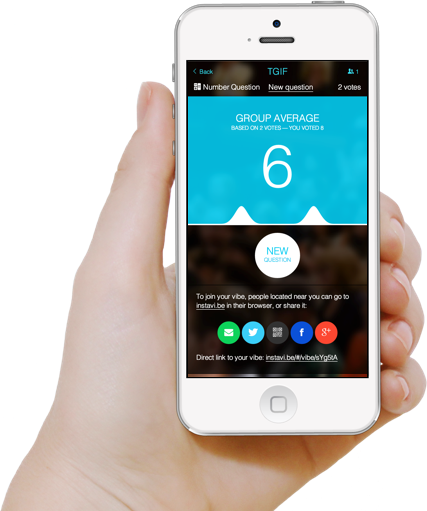 Back TGIF 1
Number Question New question 2 votes
GROUP AVERAGE
BASED ON 2 VOTES — YOU VOTED 8
6
NEW
QUESTION
To join your vibe, people located near you can go to
instavi.be in their browser, or share it:
f g+
Direct link to your vibe: instavi.be/#/vibe/sYg5tA